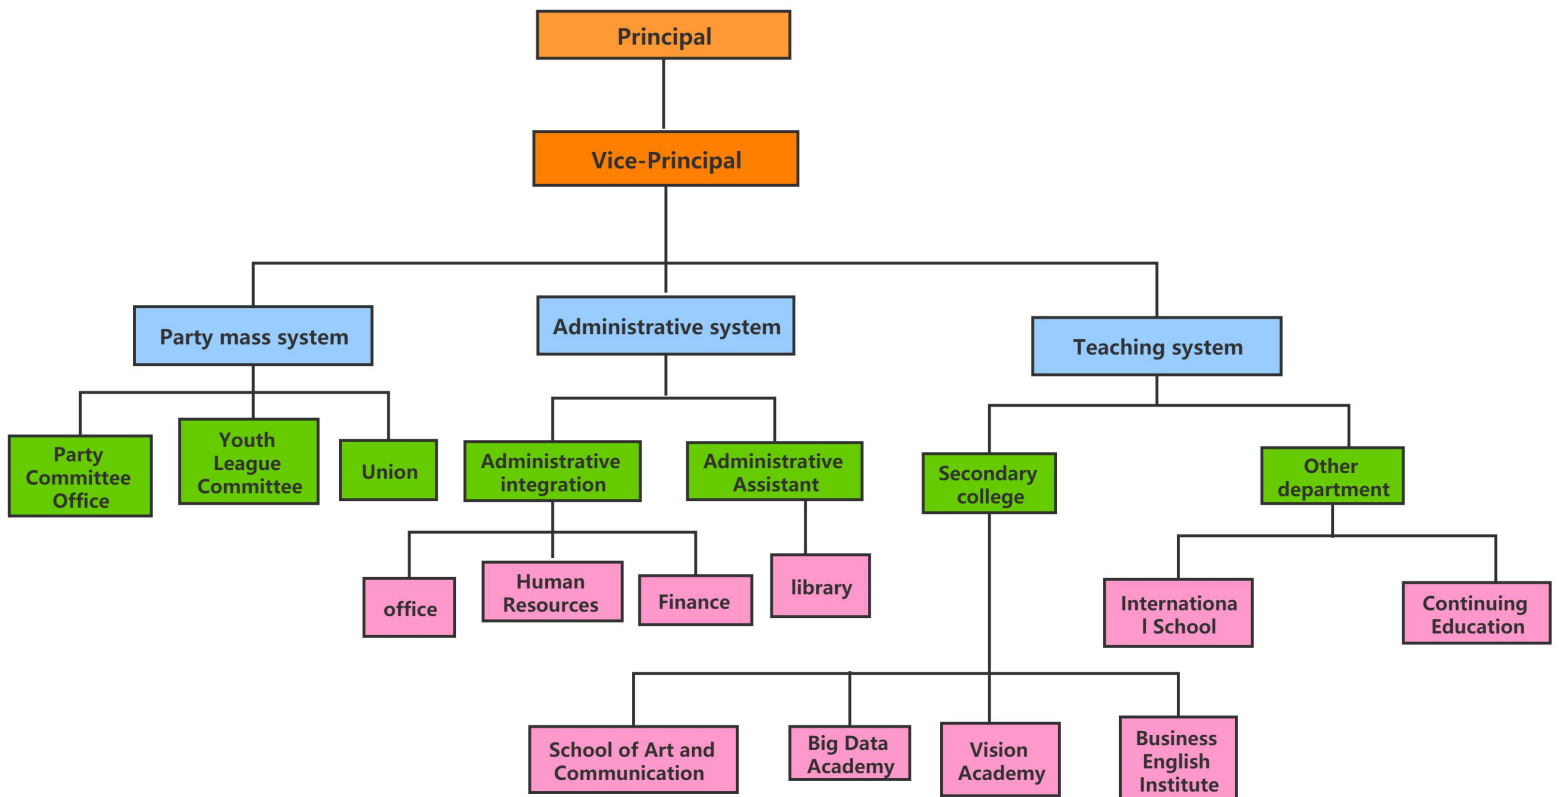 Principal
Vice-Principal
Party mass system
Administrative system
Teaching system
Party
Committee
Office
Youth
League
Committee
Union
Administrative
integration
Administrative
Assistant
Secondary
college
Other
department
office
Human
Resources
Finance
library
Internationa
l School
Continuing
Education
School of Art and
Communication
Big Data
Academy
Vision
Academy
Business
English
Institute